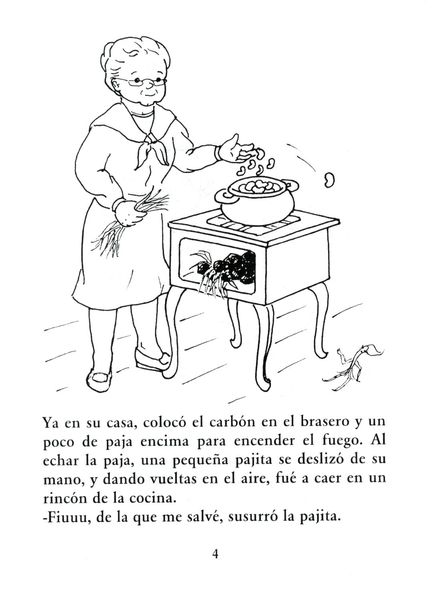 Ya en su casa, colocó el carbón en el brasero y un
poco de paja encima para encender el fuego. Al
echar la paja, una pequeña pajita se deslizó de su
mano, y dando vueltas en el aire, fué a caer en un
rincón de la cocina.
-Fiuuu, de la que me salvé, susurró la pajita.
4